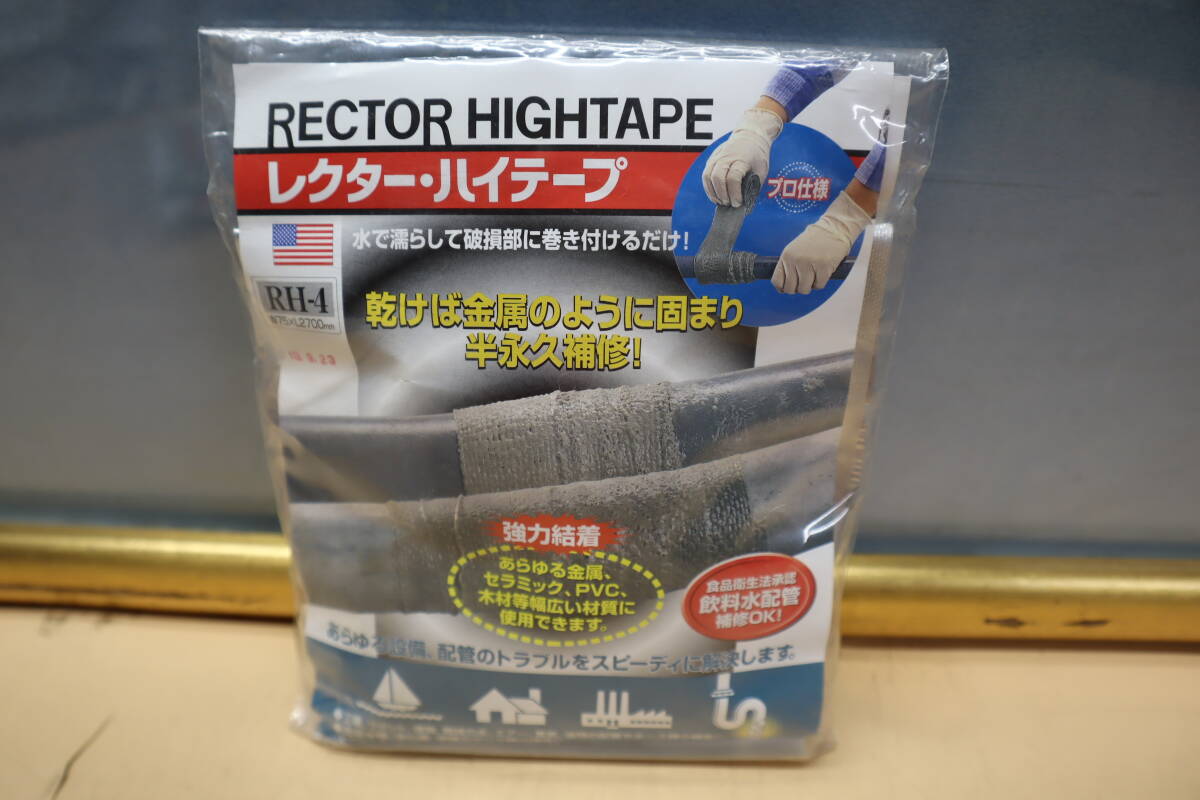 RECTOR HIGHTAPE
レクター・ハイテープ
プロ仕様
水で濡らして破損部に巻き付けるだけ!
RH-4
W75×L2700mm
乾けば金属のように固まり
半永久補修!
強力結着
あらゆる金属、
セラミック、PVC、
木材等幅広い材質に
使用できます。
食品衛生法承認
飲料水配管
補修OK!
あらゆる設備、配管のトラブルをスピーディに解決します。